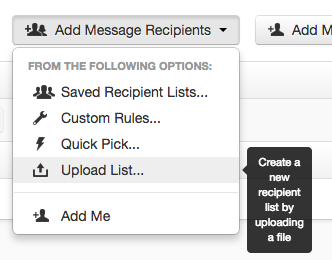 Add Message Recipients
Add M
FROM THE FOLLOWING OPTIONS:
Saved Recipient Lists...
Custom Rules...
Quick Pick...
Upload List...
Create a
new
recipient
list by
uploading
a file
Add Me